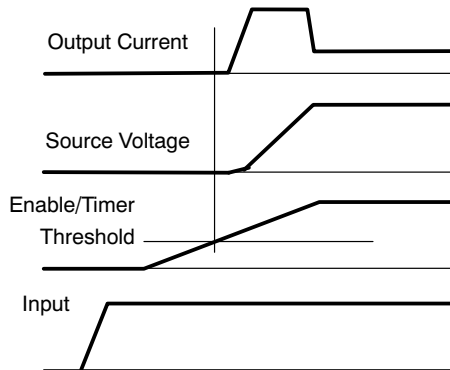 Output Current
Source Voltage
Enable/Timer
Threshold
Input